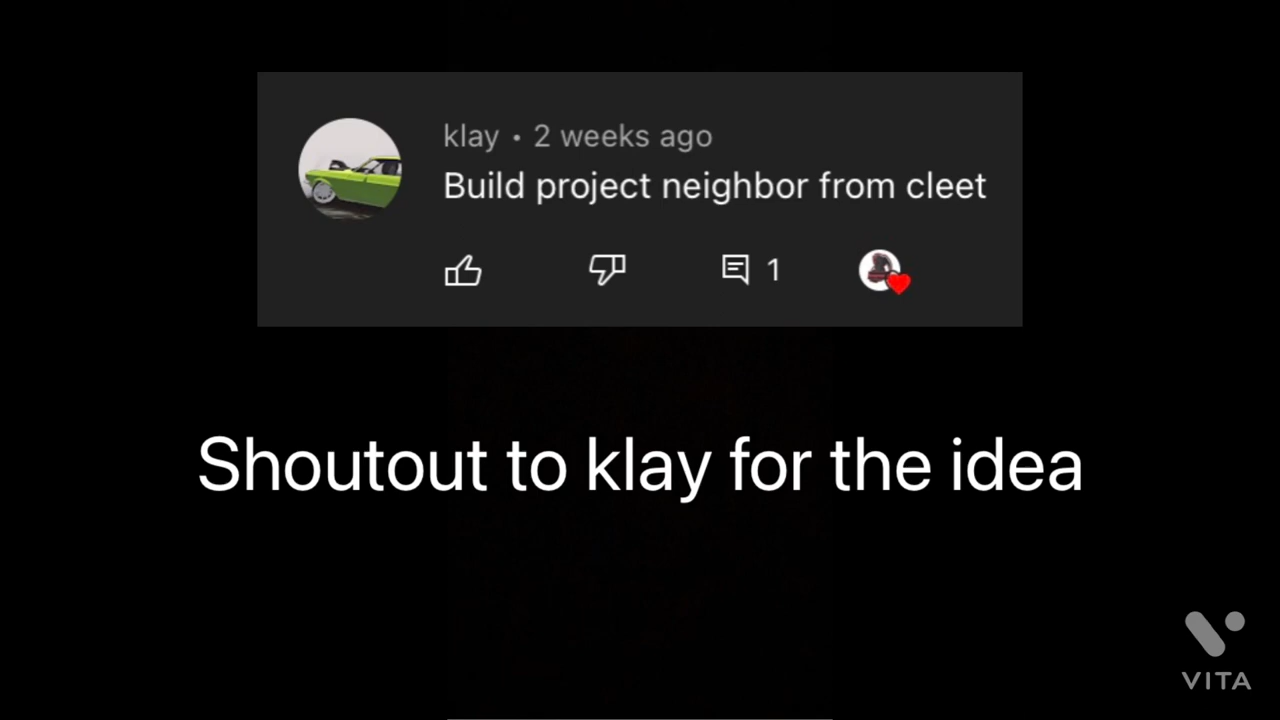 klay • 2 weeks ago
Build project neighbor from cleet
1
Shoutout to klay for the idea
VITA